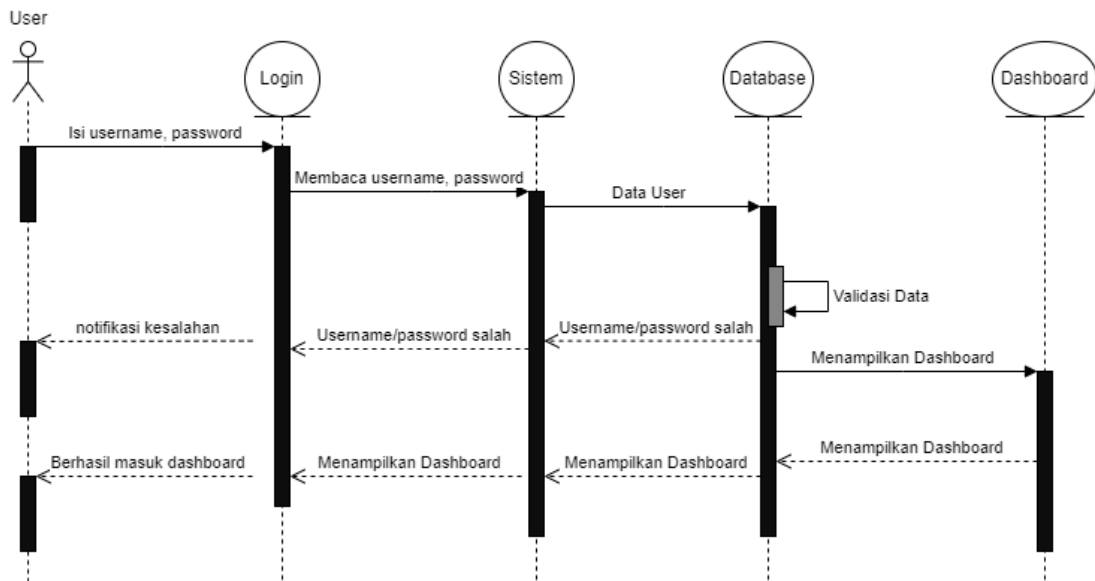 User
Login
Sistem
Database
Dashboard
Isi username, password
Membaca username, password
Data User
Validasi Data
notifikasi kesalahan
Username/password salah
Username/password salah
Menampilkan Dashboard
Berhasil masuk dashboard
Menampilkan Dashboard
Menampilkan Dashboard
Menampilkan Dashboard